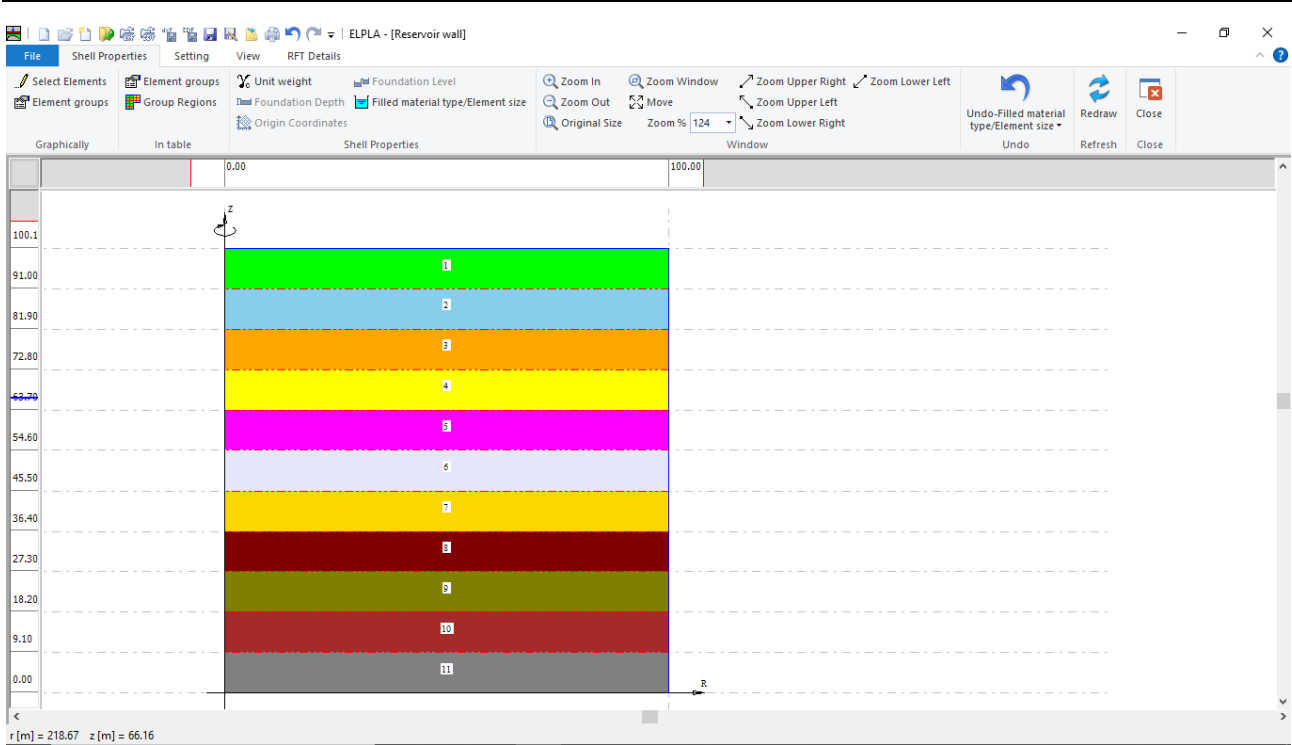 ELPLA - [Reservoir wall]
File Shell Properties Setting View RFT Details
Select Elements Element groups Unit weight Foundation Level Zoom In Zoom Window Zoom Upper Right Zoom Lower Left
Element groups Group Regions Foundation Depth Filled material type/Element size Zoom Out Move Zoom Upper Left
Origin Coordinates Original Size Zoom % 124 Zoom Lower Right
Undo-Filled material type/Element size Redraw Close
Graphically In table Shell Properties Window Undo Refresh Close
0.00 100.00
Z
100.1
1
91.00
2
81.90
3
72.80
4
63.70
5
54.60
6
45.50
7
36.40
8
27.30
9
18.20
10
9.10
11
0.00
R
r [m] = 218.67 z [m] = 66.16